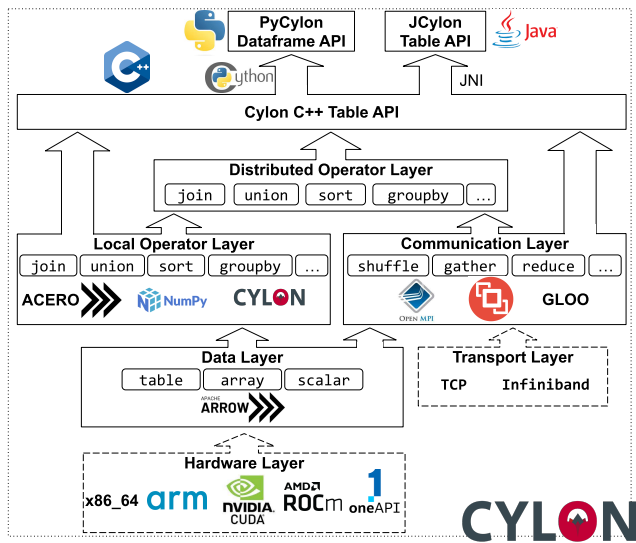 PyCylon
Dataframe API
JCylon
Table API
Java
C++
Cython
JNI
Cylon C++ Table API
Distributed Operator Layer
join union sort groupby ...
Local Operator Layer
join union sort groupby ...
ACERO NumPy CYLON
Communication Layer
shuffle gather reduce ...
OPEN MPI GLOO
Data Layer
table array scalar
APACHE
ARROW
Transport Layer
TCP Infiniband
Hardware Layer
x86_64 arm NVIDIA. CUDA AMD ROCm 1 oneAPI
CYLON